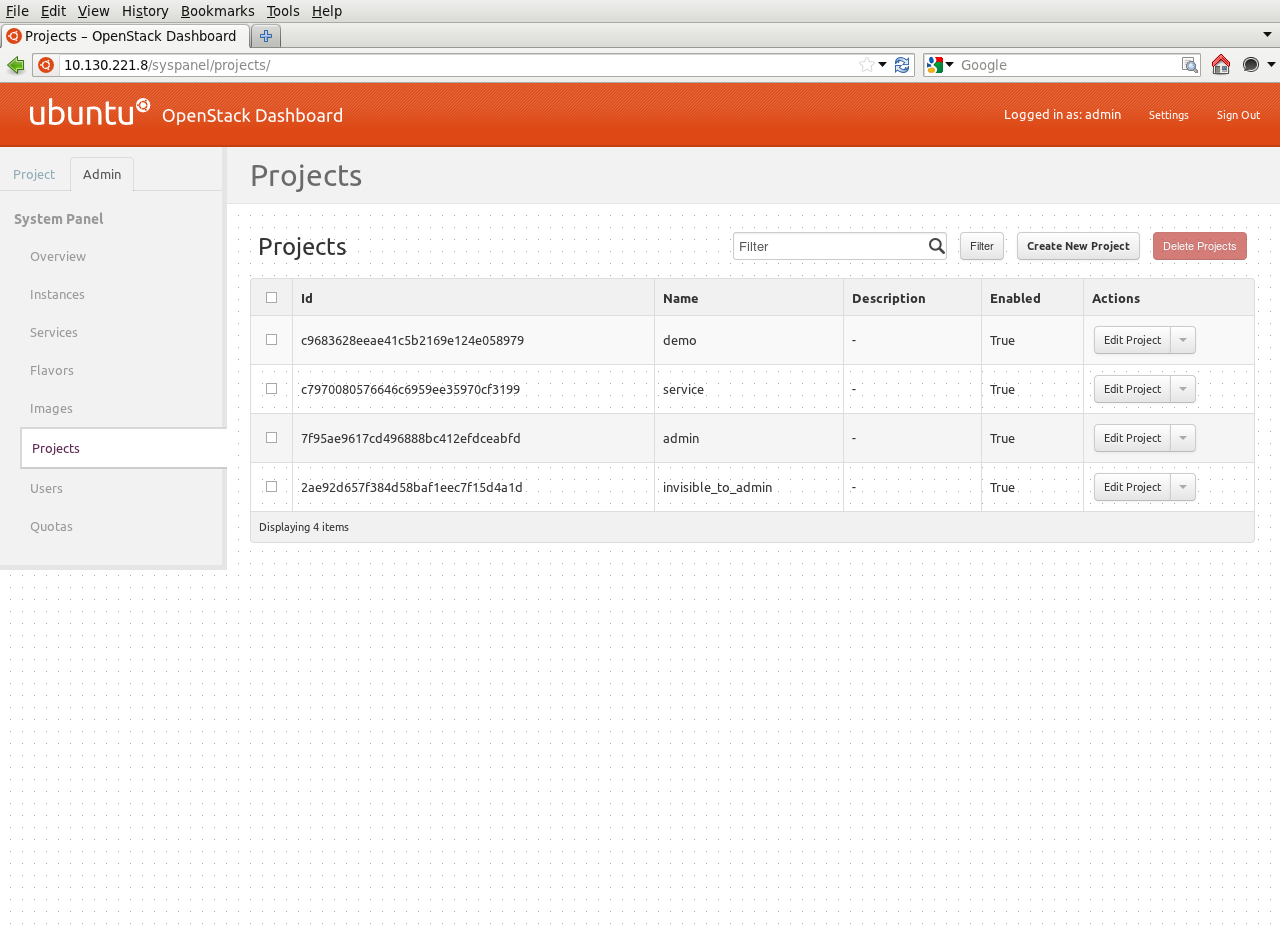 File Edit View History Bookmarks Tools Help
Projects – OpenStack Dashboard
10.130.221.8/syspanel/projects/ Google
ubuntu OpenStack Dashboard Logged in as: admin Settings Sign Out
Project Admin
Projects
System Panel
Overview
Instances
Services
Flavors
Images
Projects
Users
Quotas
Projects Filter Filter Create New Project Delete Projects
Id Name Description Enabled Actions
c9683628eeae41c5b2169e124e058979 demo - True Edit Project
c7970080576646c6959ee35970cf3199 service - True Edit Project
7f95ae9617cd496888bc412efdceabfd admin - True Edit Project
2ae92d657f384d58baf1eec7f15d4a1d invisible_to_admin - True Edit Project
Displaying 4 items